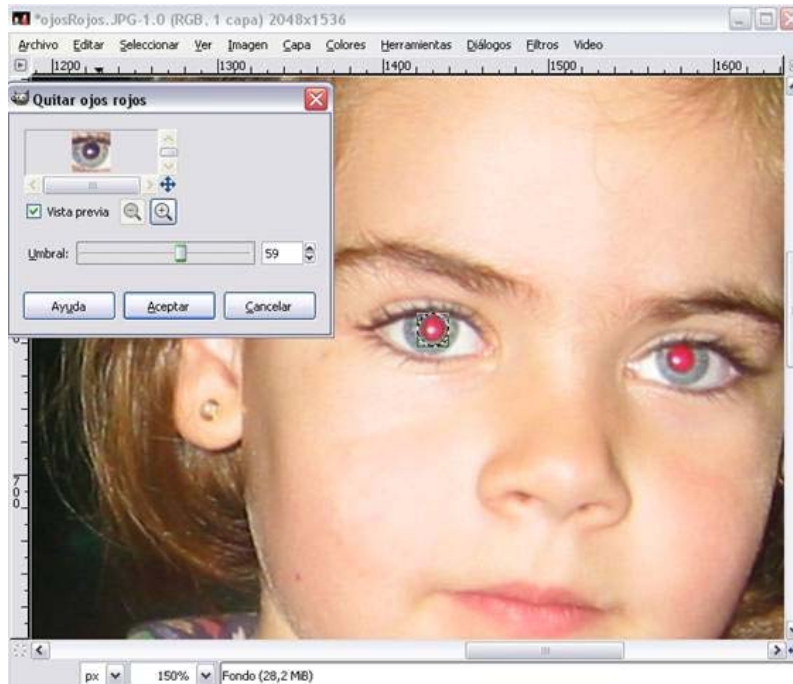 *ojosRojos.JPG-1.0 (RGB, 1 capa) 2048x1536
Archivo Editar Seleccionar Ver Imagen Capa Colores Herramientas Diálogos Filtros Video
1200 1300 1400 1500 1600
Quitar ojos rojos
Vista previa
Umbral: 59
Ayuda Aceptar Cancelar
700
px 150% Fondo (28,2 MiB)